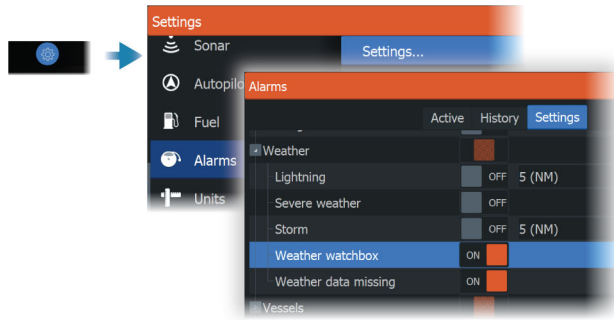 Settings
Sonar
Settings...
Autopilo
Fuel
Alarms
Units
Alarms
Active History Settings
Weather
Lightning OFF 5 (NM)
Severe weather OFF
Storm OFF 5 (NM)
Weather watchbox ON
Weather data missing ON
Vessels